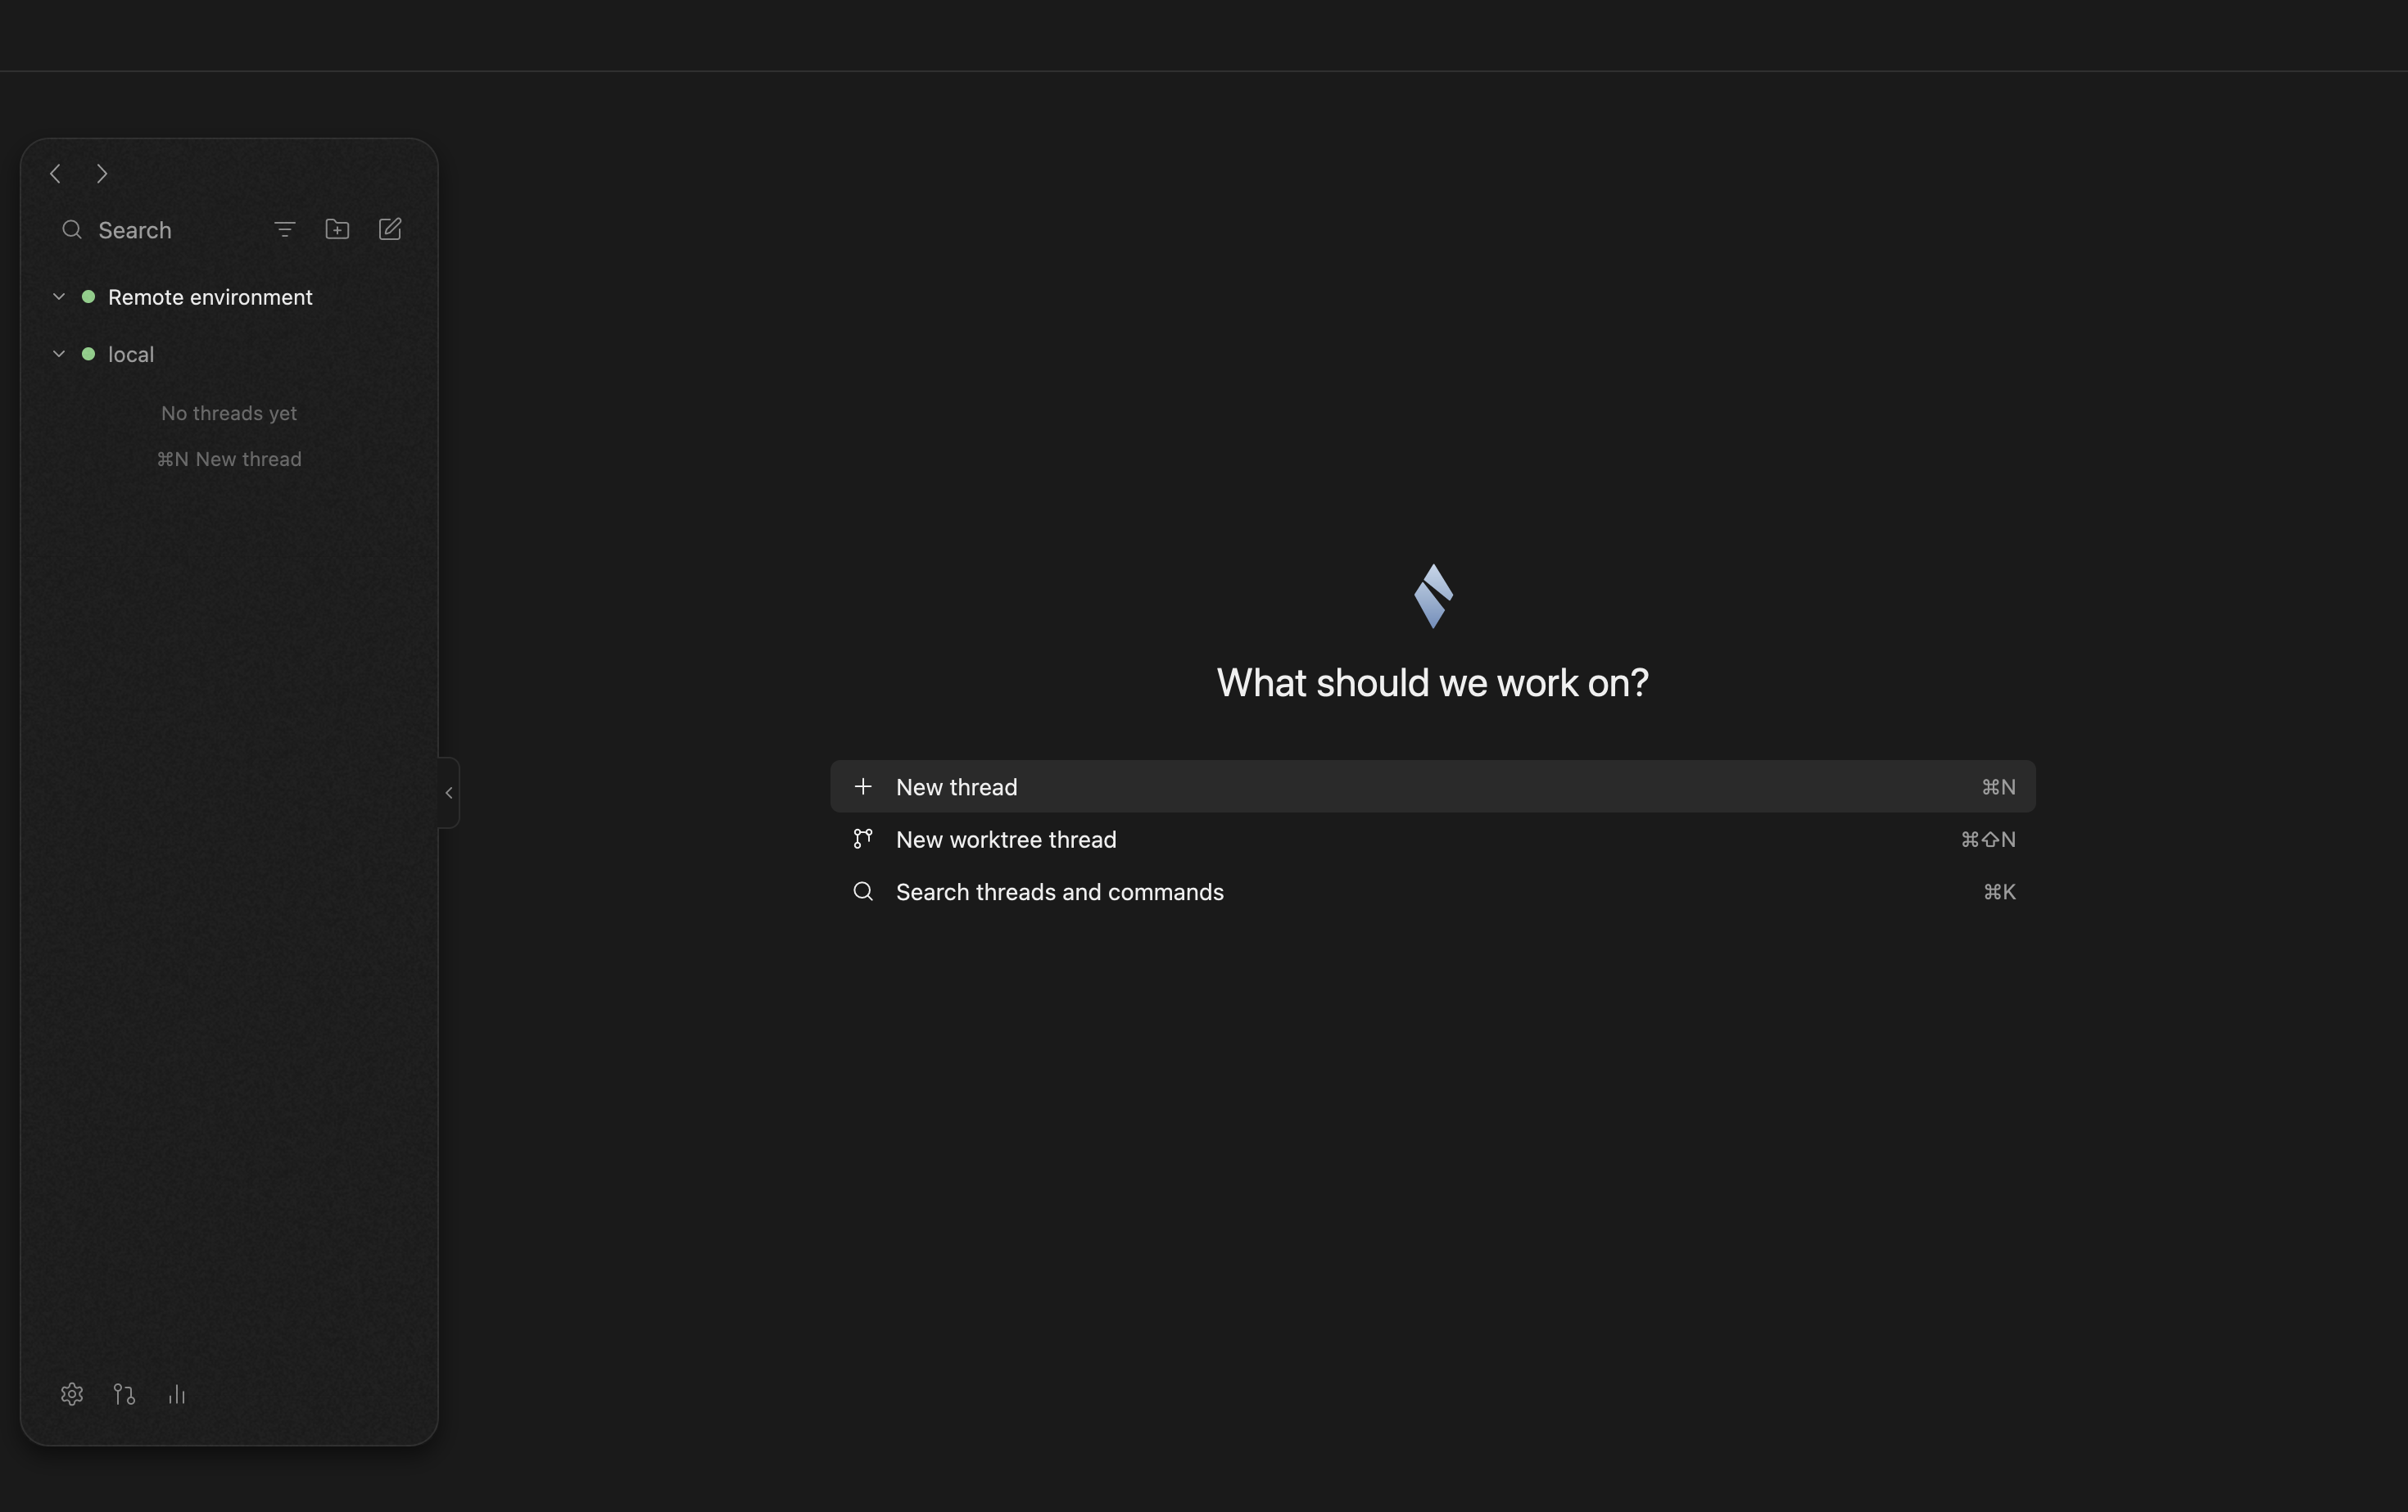 Search
Remote environment
local
No threads yet
⌘N New thread
What should we work on?
New thread ⌘N
New worktree thread ⌘⇧N
Search threads and commands ⌘K